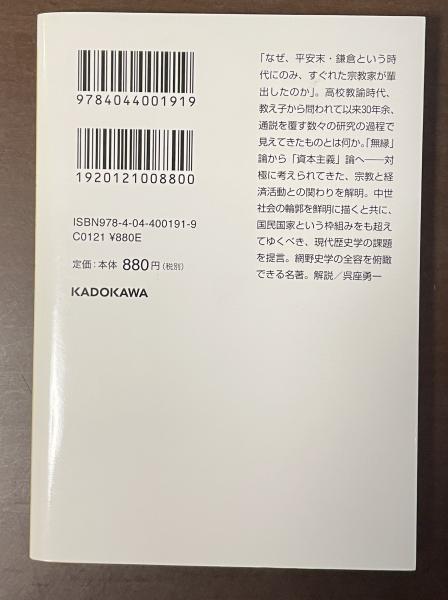 9784044001919
1920121008800
ISBN978-4-04-400191-9
C0121 ¥880E
定価:本体 880円(税別)
KADOKAWA
「なぜ、平安末・鎌倉という時
代にのみ、すぐれた宗教家が輩
出したのか」。高校教諭時代、
教え子から問われて以来30年余、
通説を覆す数々の研究の過程で
見えてきたものとは何か。「無縁」
論から「資本主義」論へ――対
極に考えられてきた、宗教と経
済活動との関わりを解明。中世
社会の輪郭を鮮明に描くと共に、
国民国家という枠組みをも超え
てゆくべき、現代歴史学の課題
を提言。網野史学の全容を俯瞰
できる名著。解説/呉座勇一